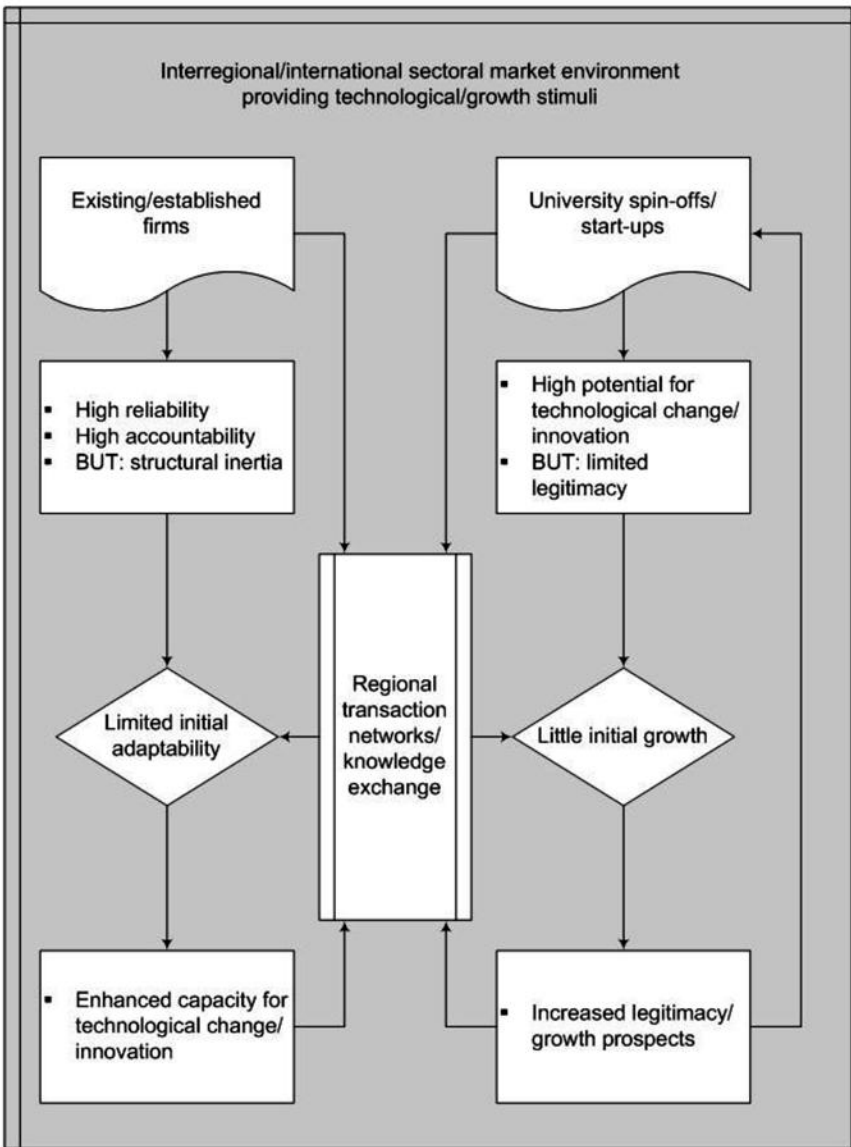 Interregional/international sectoral market environment
providing technological/growth stimuli
Existing/established
firms
University spin-offs/
start-ups
▪ High reliability
▪ High accountability
▪ BUT: structural inertia
▪ High potential for
technological change/
innovation
▪ BUT: limited
legitimacy
Limited initial
adaptability
Regional
transaction
networks/
knowledge
exchange
Little initial growth
▪ Enhanced capacity for
technological change/
innovation
▪ Increased legitimacy/
growth prospects